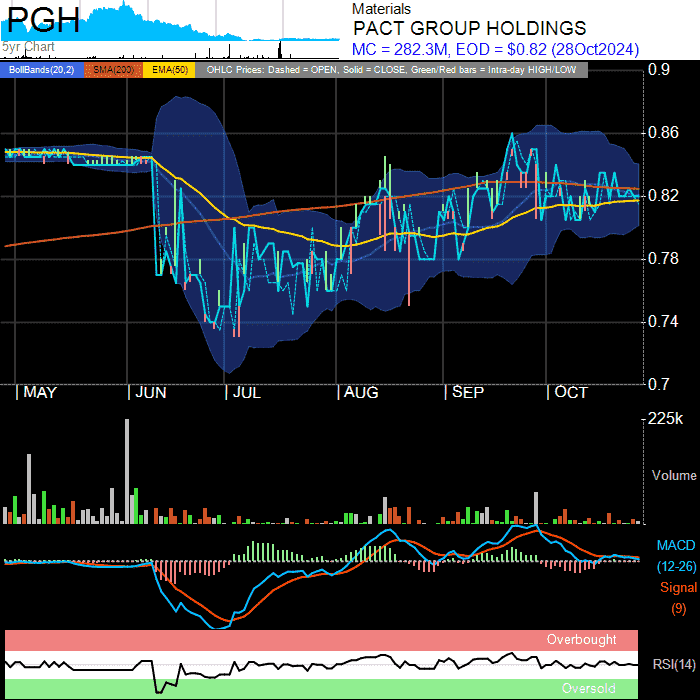 PGH
5yr Chart
Materials
PACT GROUP HOLDINGS
MC = 282.3M, EOD = $0.82 (28Oct2024)
BollBands(20,2) SMA(200) EMA(50) OHLC Prices: Dashed = OPEN, Solid = CLOSE, Green/Red bars = Intra-day HIGH/LOW
0.9
0.86
0.82
0.78
0.74
0.7
MAY JUN JUL AUG SEP OCT
225k
Volume
MACD
(12-26)
Signal
(9)
Overbought
RSI(14)
Oversold